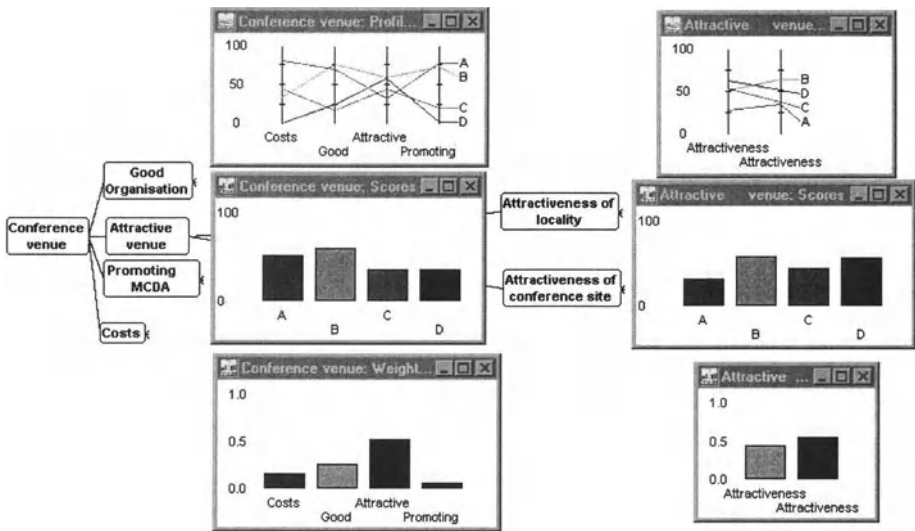 Conference venue: Profil...
100
50
0
A
B
C
D
Costs
Attractive
Good
Promoting
Attractive venue...
100
50
0
B
D
C
A
Attractiveness
Attractiveness
Conference
venue
Good
Organisation
Attractive
venue
Promoting
MCDA
Costs
Conference venue: Scores
100
0
A
B
C
D
Attractiveness of
locality
Attractiveness of
conference site
Attractive venue: Scores
100
0
A
B
C
D
Conference venue: Weight...
1.0
0.5
0.0
Costs
Attractive
Good
Promoting
Attractive ...
1.0
0.5
0.0
Attractiveness
Attractiveness